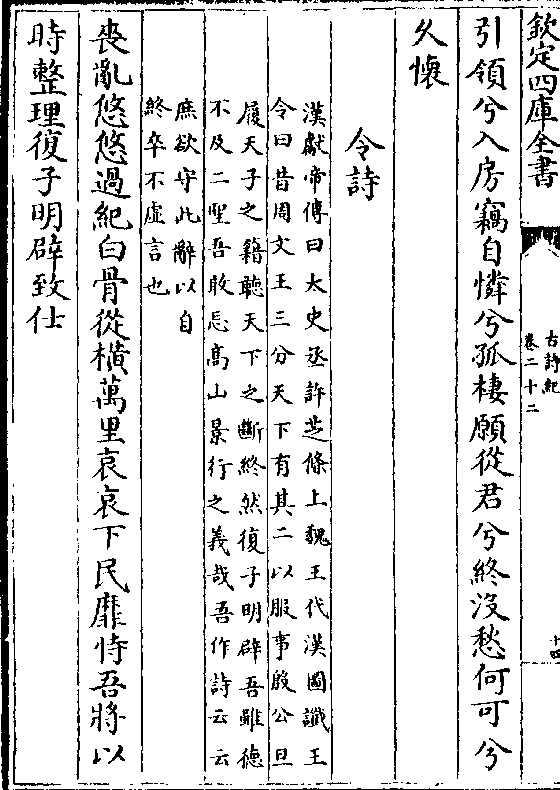 欽定四庫全書
古詩紀
卷二十二
十四
引領兮入房竊自憐兮孤棲願從君兮終沒愁何可兮
久懷
令詩
漢獻帝傳曰太史丞許芝條上魏王代漢圖讖王
令曰昔周文王三分天下有其二以服事殷公旦
履天子之籍聽天下之斷終然復子明辟吾雖德
不及二聖吾敢忘高山景行之義哉吾作詩云云
庶欲守此辭以自
終卒不虛言也
喪亂悠悠過紀白骨從橫萬里哀哀下民靡恃吾將以
時整理復子明辟致仕